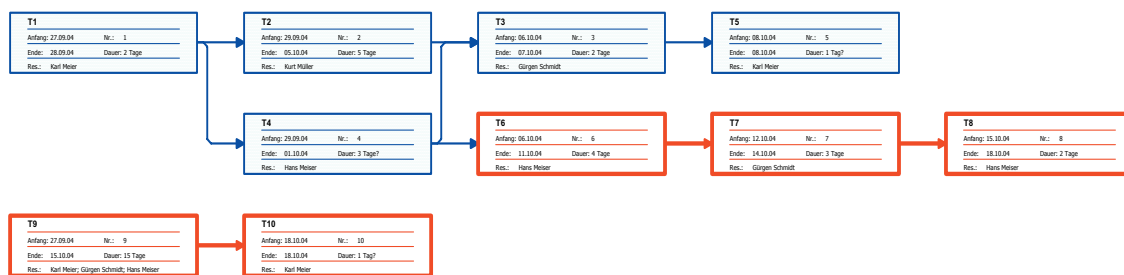 T1
Anfang: 27.09.04 Nr.: 1
Ende: 28.09.04 Dauer: 2 Tage
Res.: Karl Meier
T2
Anfang: 29.09.04 Nr.: 2
Ende: 05.10.04 Dauer: 5 Tage
Res.: Kurt Müller
T3
Anfang: 06.10.04 Nr.: 3
Ende: 07.10.04 Dauer: 2 Tage
Res.: Gürgen Schmidt
T5
Anfang: 08.10.04 Nr.: 5
Ende: 08.10.04 Dauer: 1 Tag?
Res.: Karl Meier
T4
Anfang: 29.09.04 Nr.: 4
Ende: 01.10.04 Dauer: 3 Tage?
Res.: Hans Meiser
T6
Anfang: 06.10.04 Nr.: 6
Ende: 11.10.04 Dauer: 4 Tage
Res.: Hans Meiser
T7
Anfang: 12.10.04 Nr.: 7
Ende: 14.10.04 Dauer: 3 Tage
Res.: Gürgen Schmidt
T8
Anfang: 15.10.04 Nr.: 8
Ende: 18.10.04 Dauer: 2 Tage
Res.: Hans Meiser
T9
Anfang: 27.09.04 Nr.: 9
Ende: 15.10.04 Dauer: 15 Tage
Res.: Karl Meier; Gürgen Schmidt; Hans Meiser
T10
Anfang: 18.10.04 Nr.: 10
Ende: 18.10.04 Dauer: 1 Tag?
Res.: Karl Meier